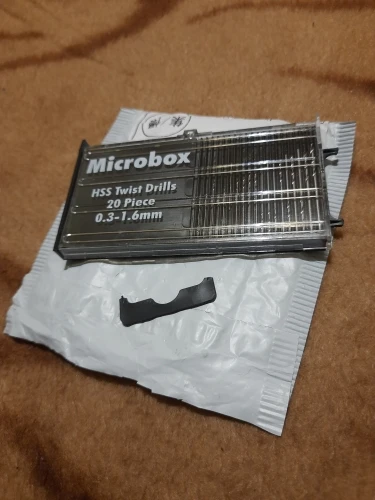 Microbox
HSS Twist Drills
20 Piece
0.3-1.6mm